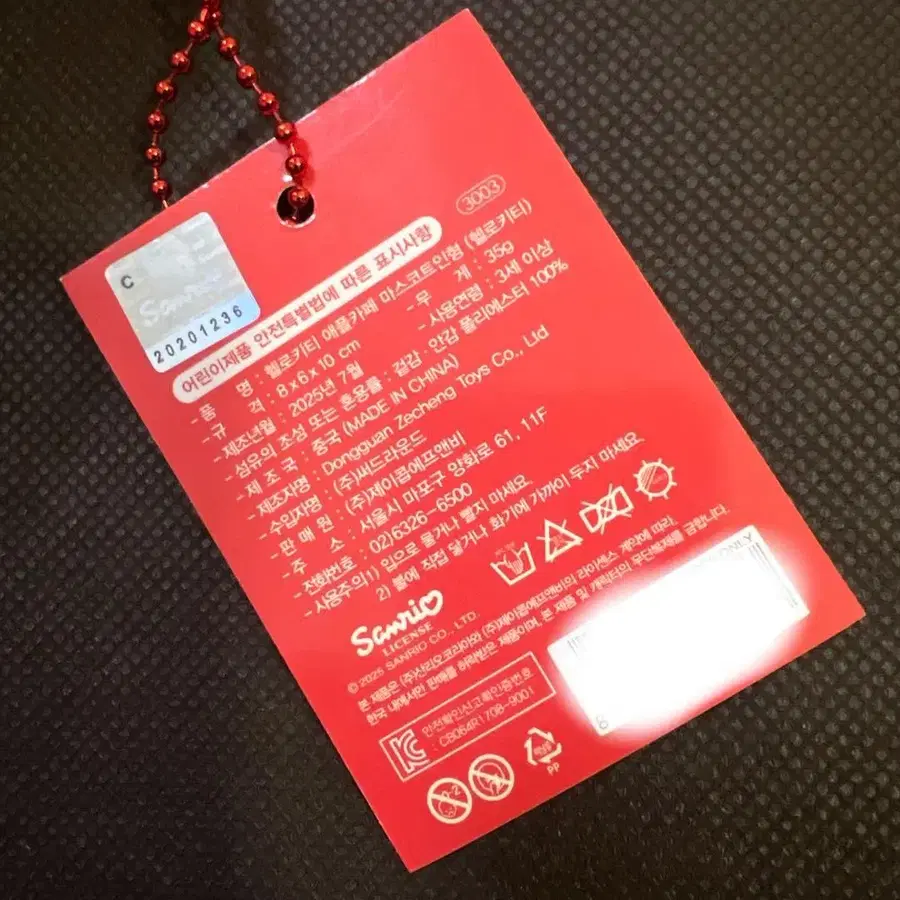 3003
C
Sanrio
20201236
어린이제품 안전특별법에 따른 표시사항
- 품 명 : 헬로키티 애플카페 마스코트인형 (헬로키티)
- 규 격 : 8x6x10 cm - 무 게 : 35g
- 제조년월 : 2025년 7월 - 사용연령 : 3세 이상
- 섬유의 조성 또는 혼용률 : 겉감·안감 폴리에스터 100%
- 제 조 국 : 중국 (MADE IN CHINA)
- 제조자명 : Dongguan Zecheng Toys Co., Ltd
- 수입자명 : (주)써드라운드
- 판 매 원 : (주)제이콤에프앤비
- 주 소 : 서울시 마포구 양화로 61, 11F
- 전화번호 : 02)6326-6500
- 사용주의 1) 입으로 물거나 빨지 마세요.
2) 불에 직접 닿거나 화기에 가까이 두지 마세요.
Sanrio
LICENSE
© 2025 SANRIO CO., LTD.
본 제품은 (주)산리오코리아와 (주)제이콤에프앤비의 라이센스 계약에 따라,
한국 내에서만 판매를 허락받은 제품이며, 본 제품 및 캐릭터의 무단복제를 금합니다.
ONLY
안전확인신고확인증번호
: CB064R1708-9001
0-2
PP